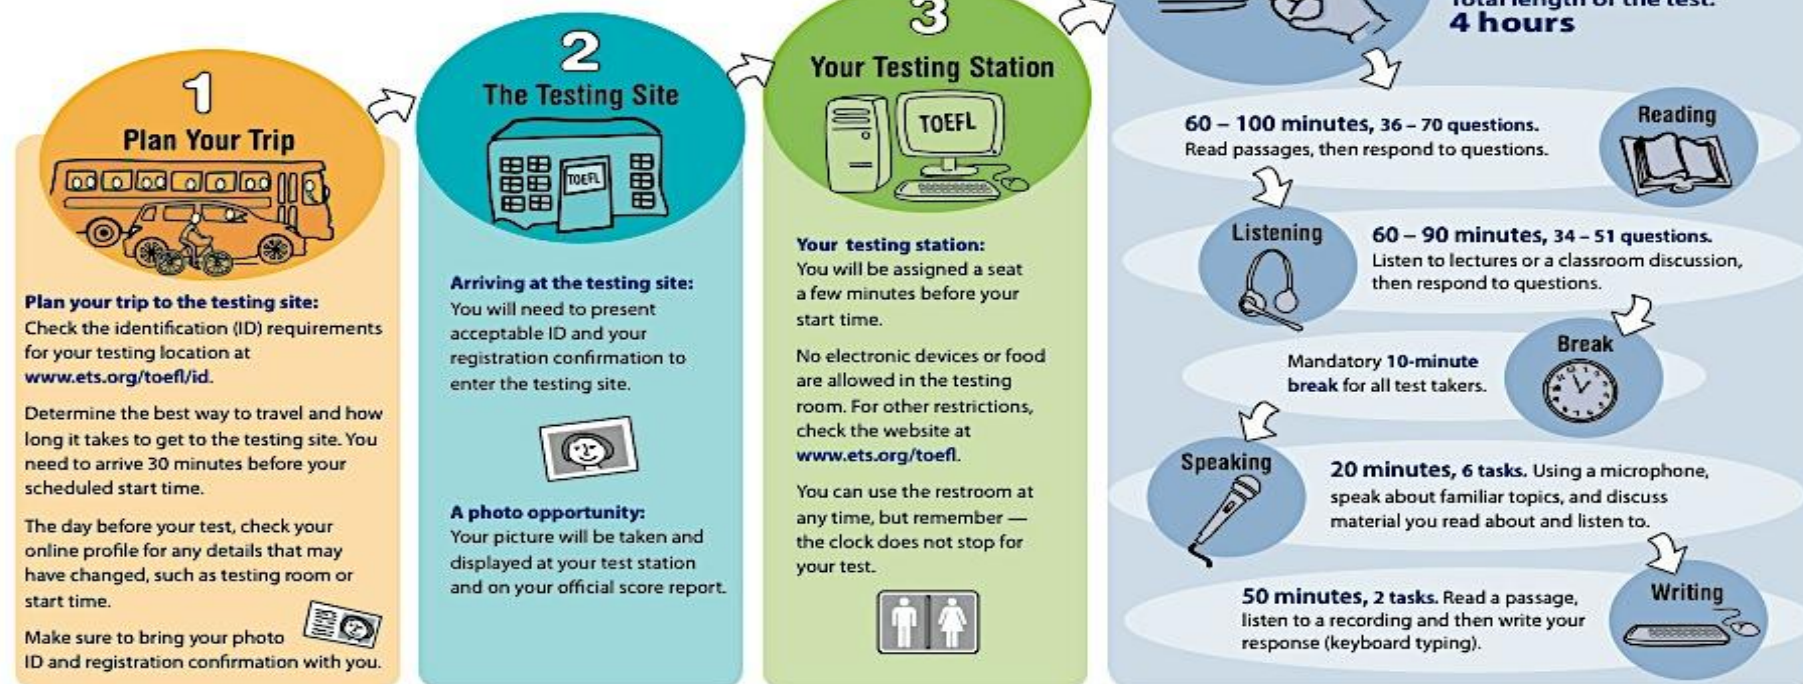 1
Plan Your Trip
Plan your trip to the testing site:
Check the identification (ID) requirements
for your testing location at
www.ets.org/toefl/id.
Determine the best way to travel and how
long it takes to get to the testing site. You
need to arrive 30 minutes before your
scheduled start time.
The day before your test, check your
online profile for any details that may
have changed, such as testing room or
start time.
Make sure to bring your photo
ID and registration confirmation with you.
2
The Testing Site
TOEFL
Arriving at the testing site:
You will need to present
acceptable ID and your
registration confirmation to
enter the testing site.
A photo opportunity:
Your picture will be taken and
displayed at your test station
and on your official score report.
3
Your Testing Station
TOEFL
Your testing station:
You will be assigned a seat
a few minutes before your
start time.
No electronic devices or food
are allowed in the testing
room. For other restrictions,
check the website at
www.ets.org/toefl.
You can use the restroom at
any time, but remember —
the clock does not stop for
your test.
Total length of the test:
4 hours
Reading
60 – 100 minutes, 36 – 70 questions.
Read passages, then respond to questions.
Listening
60 – 90 minutes, 34 – 51 questions.
Listen to lectures or a classroom discussion,
then respond to questions.
Break
Mandatory 10-minute
break for all test takers.
Speaking
20 minutes, 6 tasks. Using a microphone,
speak about familiar topics, and discuss
material you read about and listen to.
Writing
50 minutes, 2 tasks. Read a passage,
listen to a recording and then write your
response (keyboard typing).